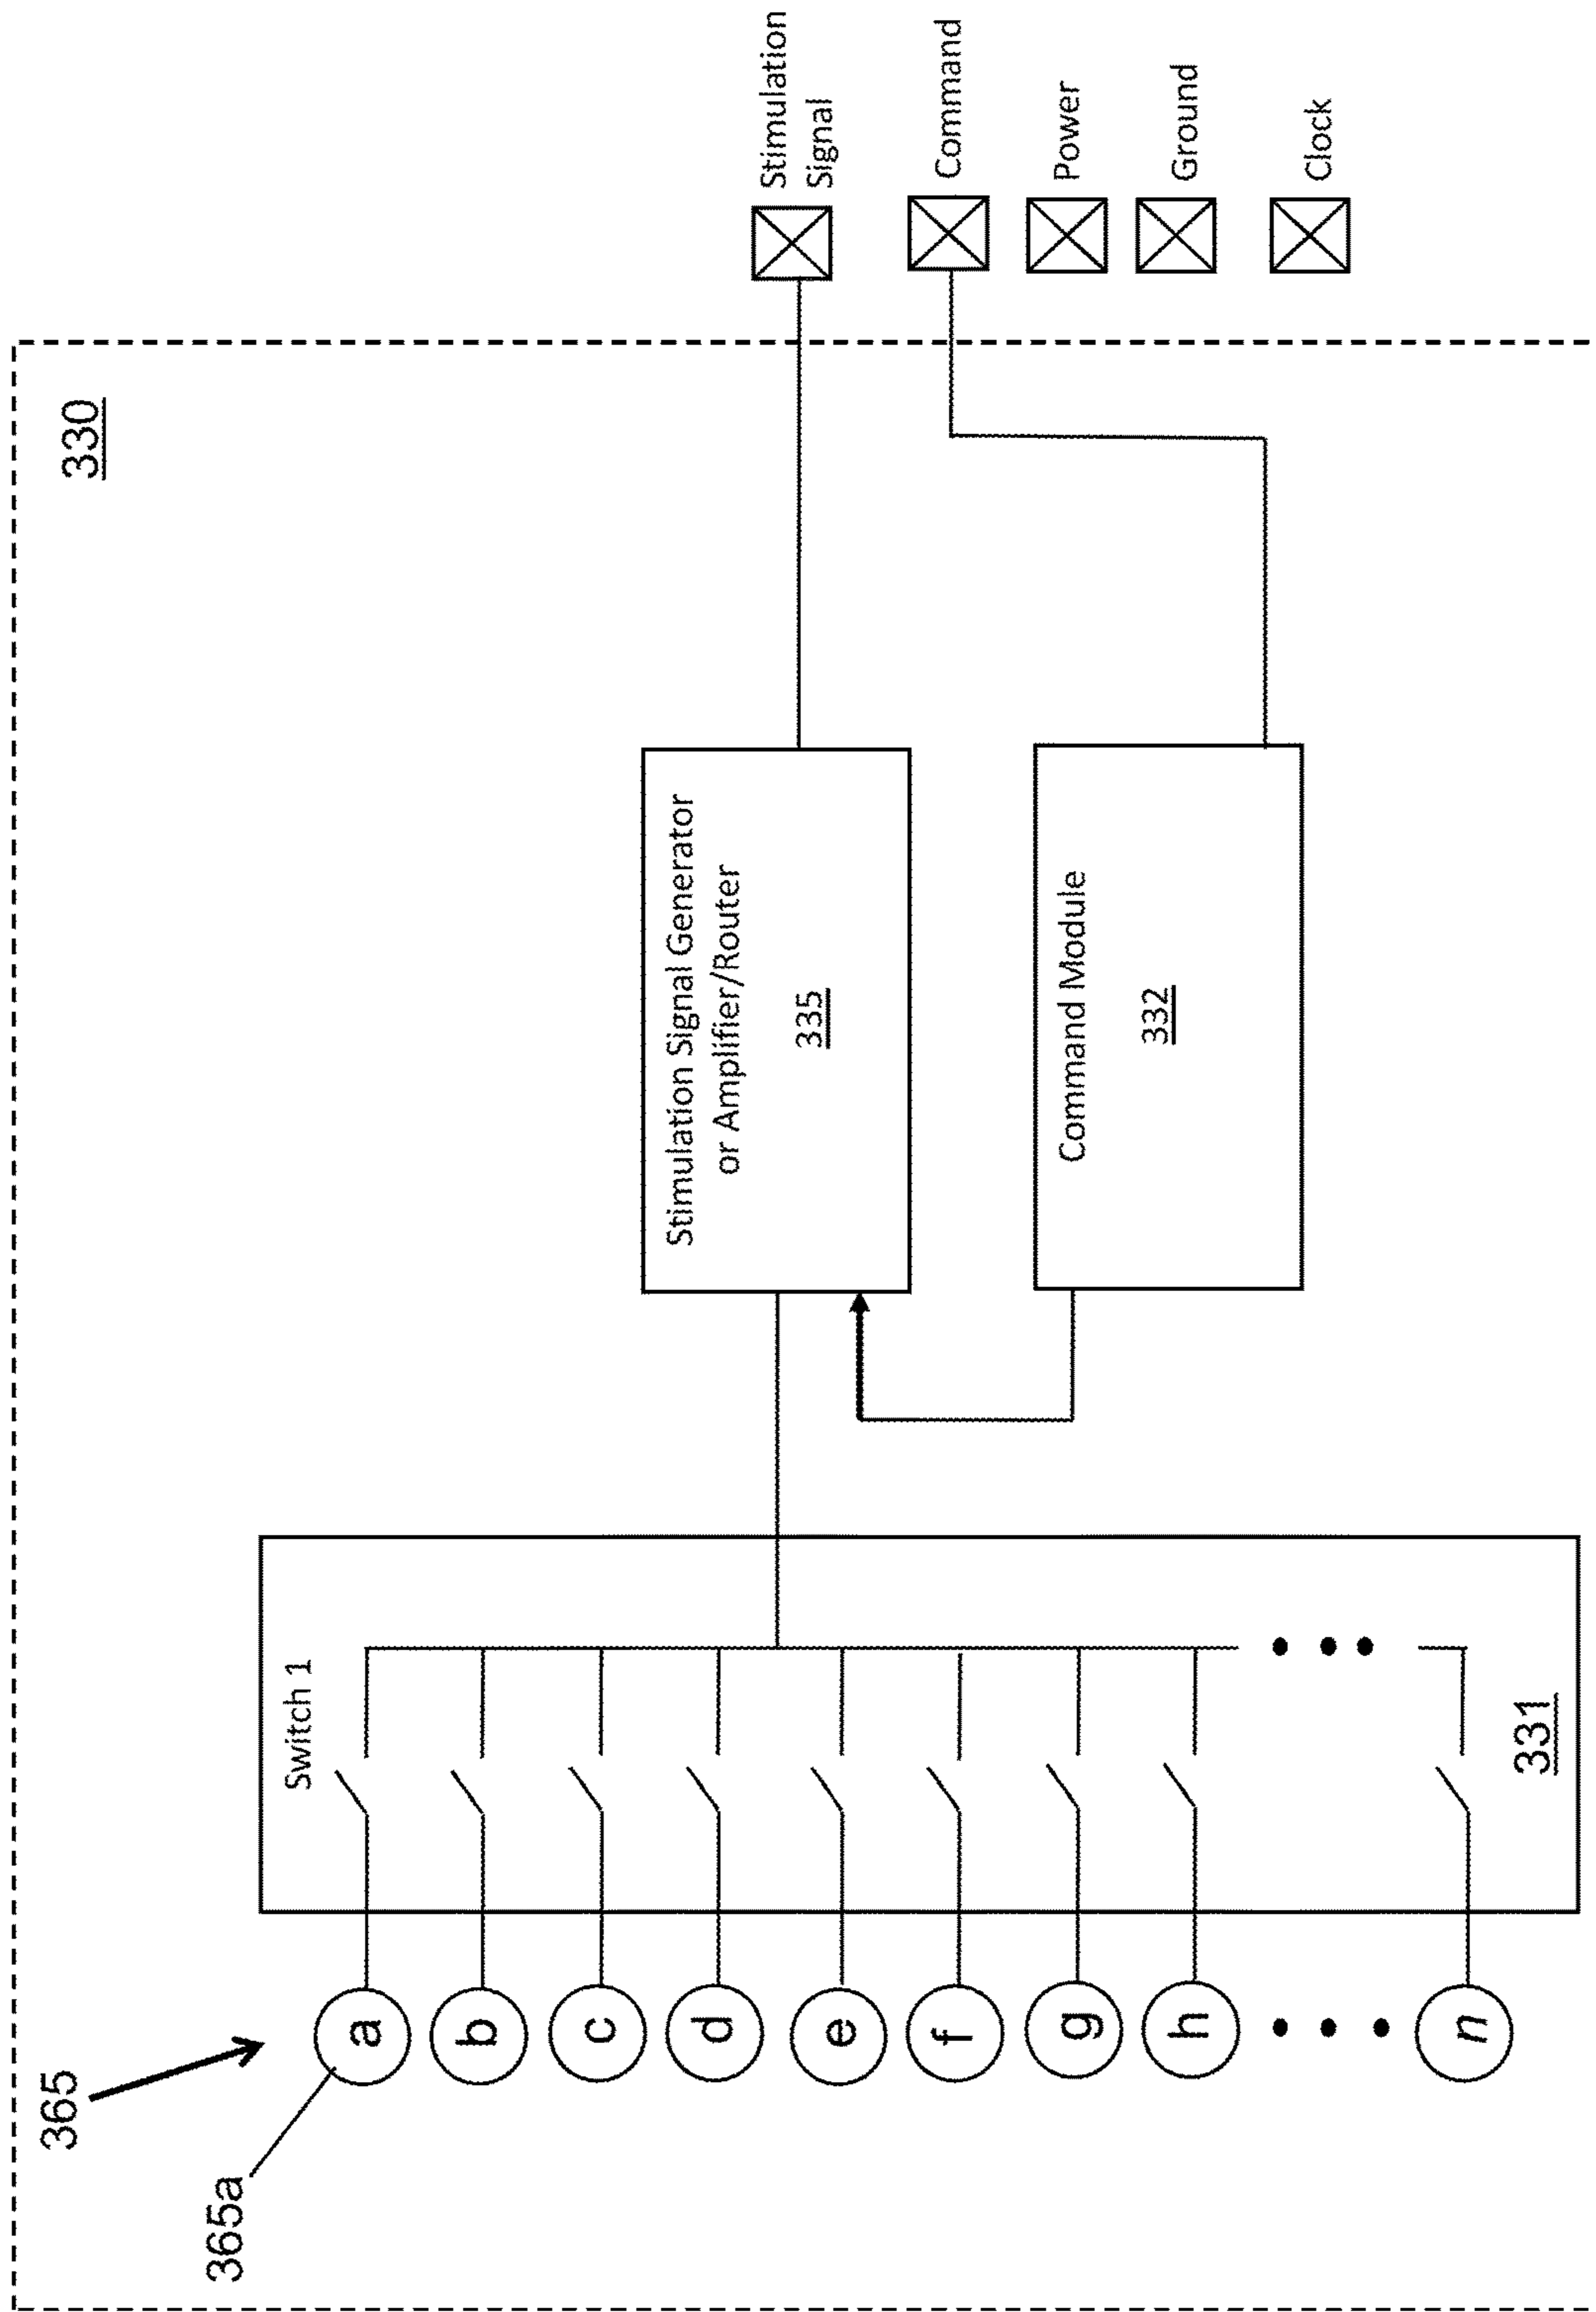 365
365a
a
b
c
d
e
f
g
h
n
Switch 1
331
Stimulation Signal Generator
or Amplifier/Router
335
Command Module
332
330
Stimulation
Signal
Command
Power
Ground
Clock